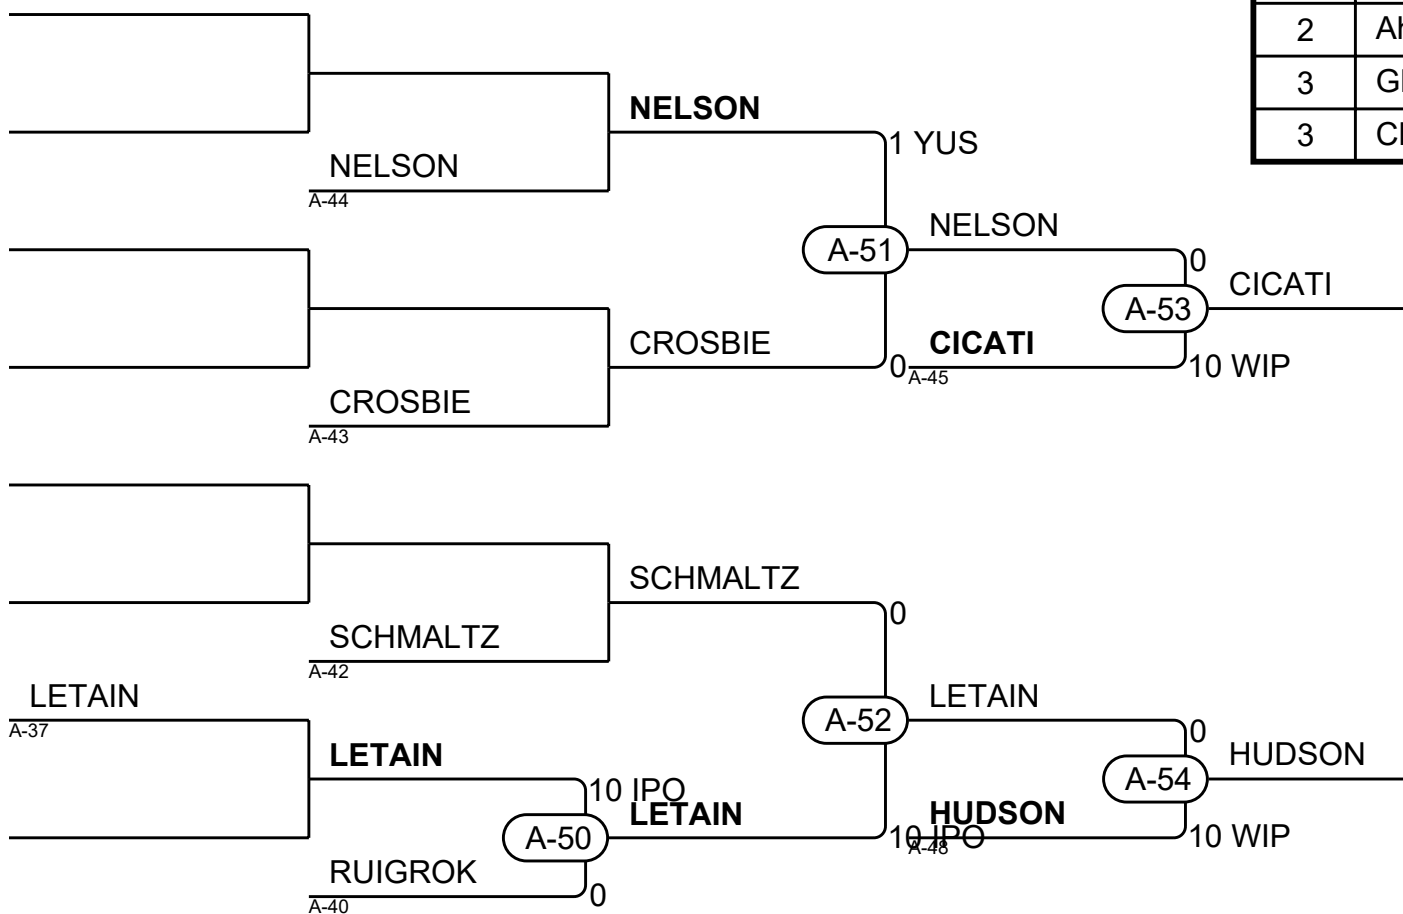 2
3
3
NELSON
1 YUS
NELSON
A-44
NELSON
A-51
0
CICATI
A-53
CROSBIE
CICATI
0
A-45
10 WIP
CROSBIE
A-43
SCHMALTZ
0
SCHMALTZ
A-42
LETAIN
A-37
LETAIN
A-52
0
LETAIN
HUDSON
A-54
10 IPO
LETAIN
HUDSON
A-50
10 IPO
A-48
10 WIP
RUIGROK
0
A-40